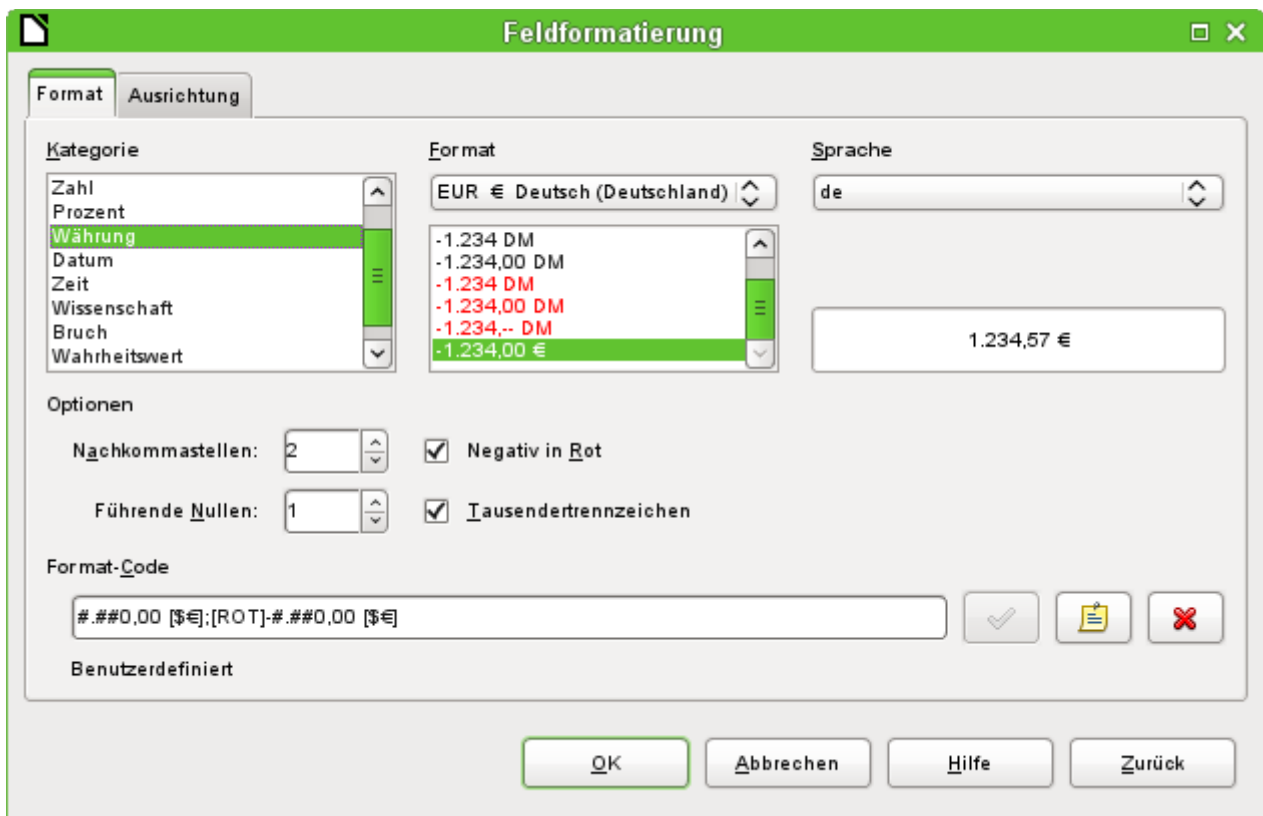 Feldformatierung
Format Ausrichtung
Kategorie Format Sprache
Zahl
Prozent
Währung
Datum
Zeit
Wissenschaft
Bruch
Wahrheitswert
EUR € Deutsch (Deutschland)
-1.234 DM
-1.234,00 DM
-1.234 DM
-1.234,00 DM
-1.234,-- DM
-1.234,00 €
de
1.234,57 €
Optionen
Nachkommastellen: 2 Negativ in Rot
Führende Nullen: 1 Tausendertrennzeichen
Format-Code
#.##0,00 [$€];[ROT]-#.##0,00 [$€]
Benutzerdefiniert
OK Abbrechen Hilfe Zurück